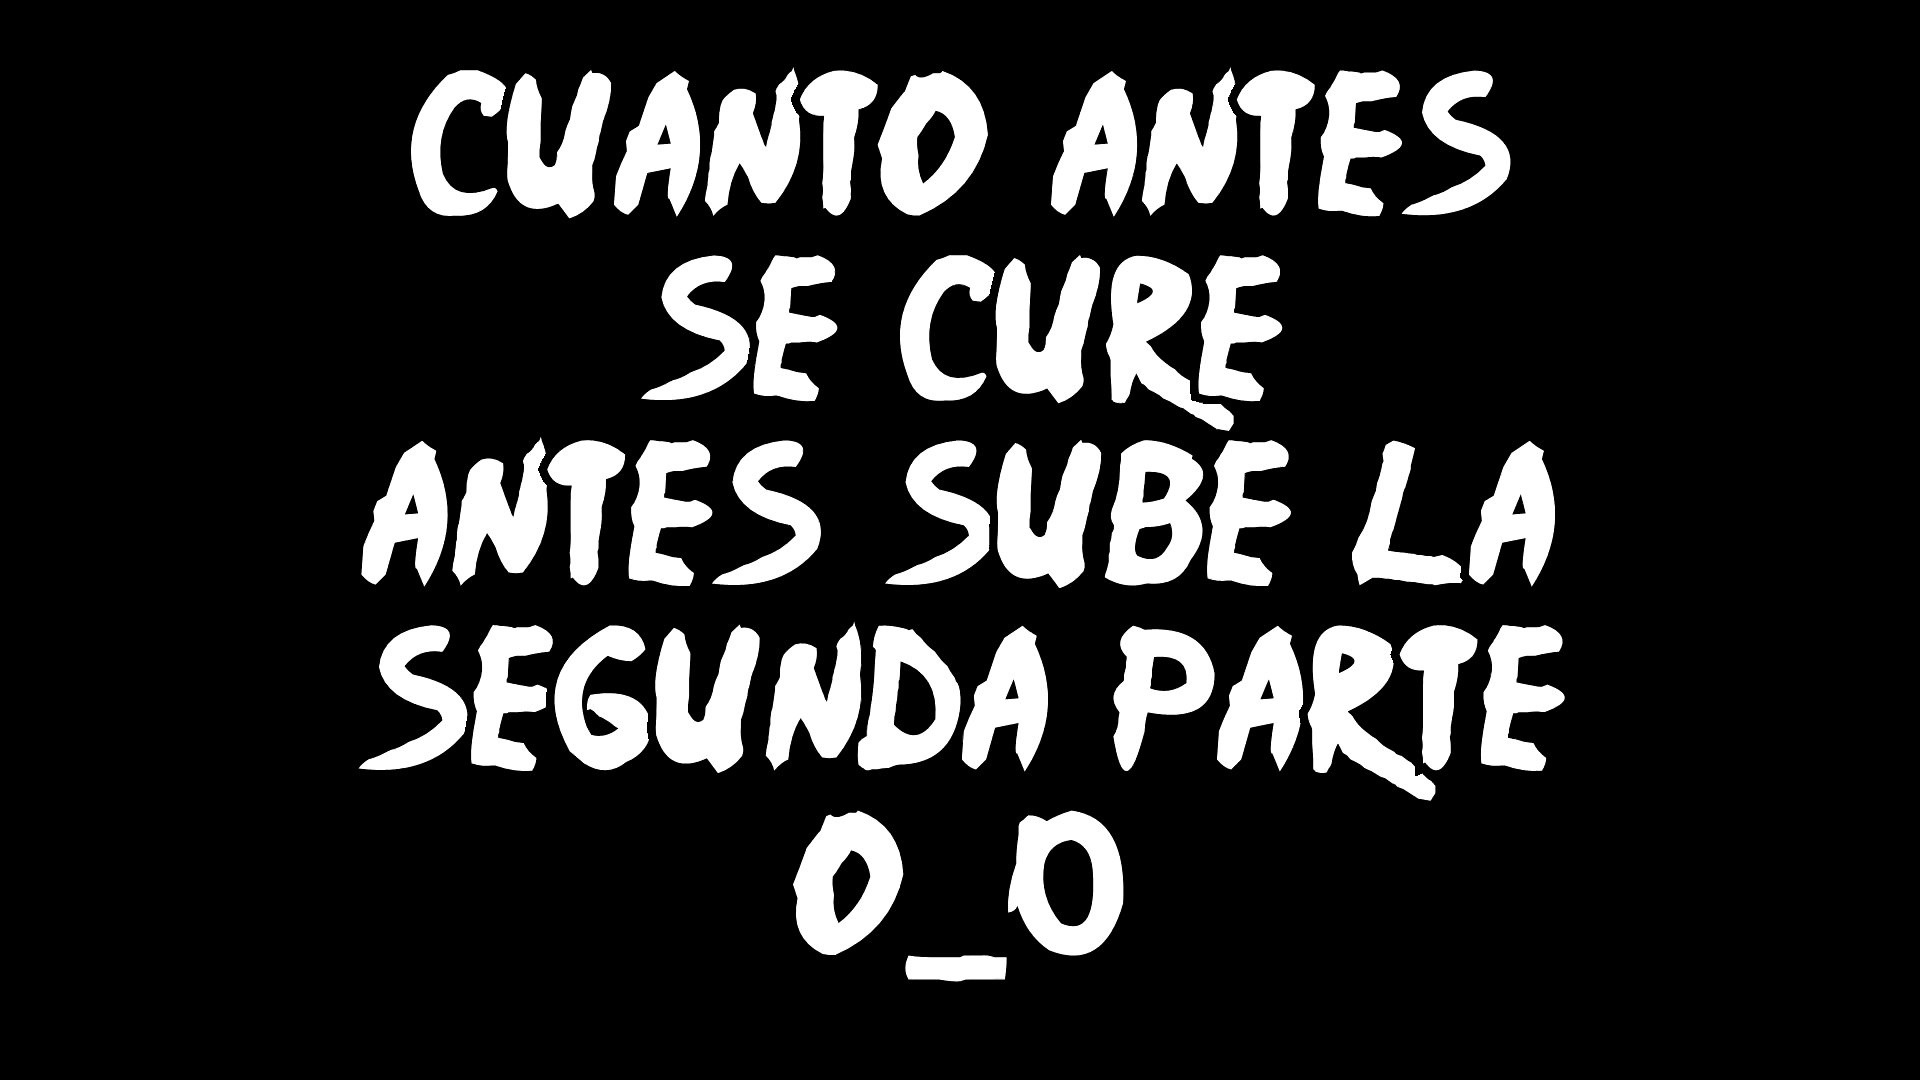 CUANTO ANTES
SE CURE
ANTES SUBE LA
SEGUNDA PARTE
O_O